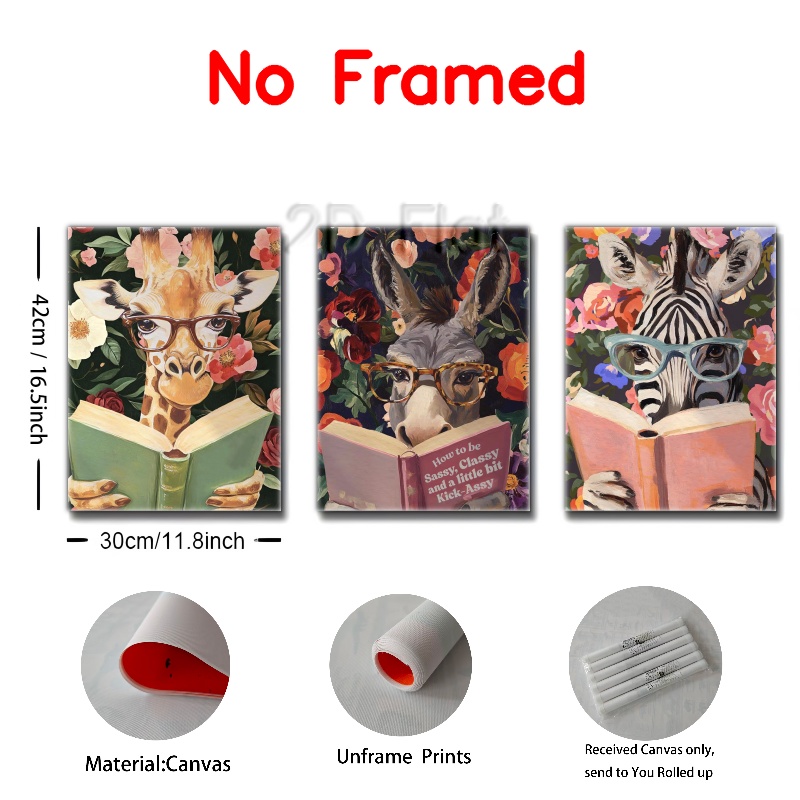 No Framed
2D Flat
42cm / 16.5inch
How to be
Sassy, Classy
and a little bit
Kick-Assy
30cm/11.8inch
Material:Canvas
Unframe Prints
Received Canvas only,
send to You Rolled up